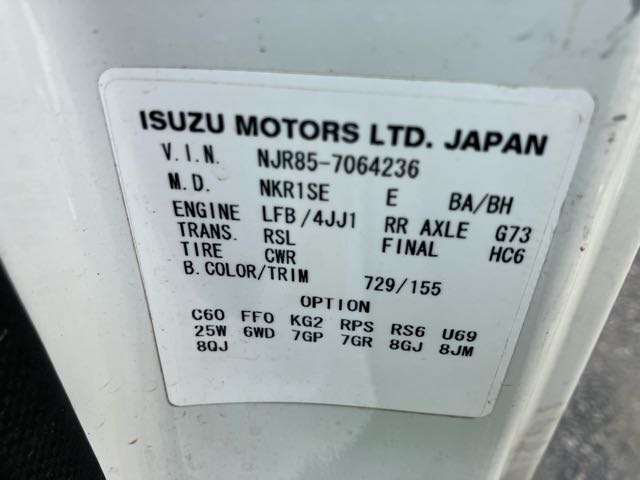 ISUZU MOTORS LTD. JAPAN
V.I.N. NJR85-7064236
M.D. NKR1SE E BA/BH
ENGINE LFB/4JJ1 RR AXLE G73
TRANS. RSL FINAL HC6
TIRE CWR
B.COLOR/TRIM 729/155
OPTION
C60 FF0 KG2 RPS RS6 U69
25W 6WD 7GP 7GR 8GJ 8JM
8QJ